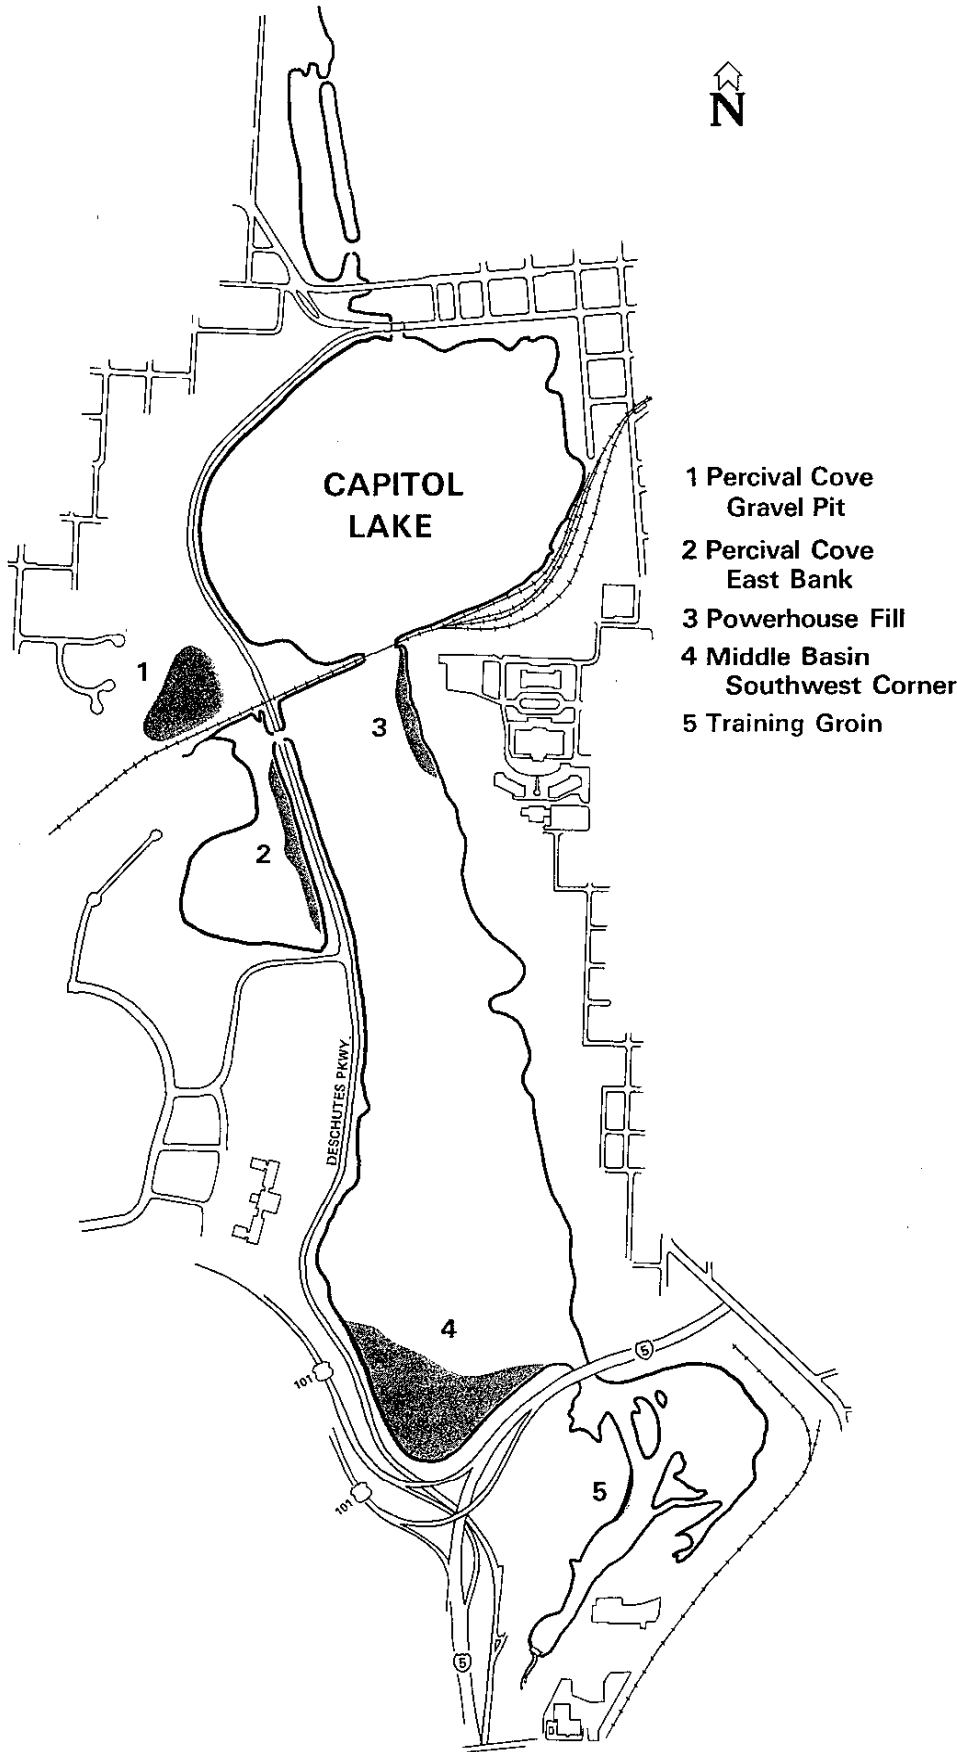 N
CAPITOL
LAKE
1 Percival Cove
Gravel Pit
2 Percival Cove
East Bank
3 Powerhouse Fill
4 Middle Basin
Southwest Corner
5 Training Groin
1
3
2
DESCHUTES PKWY.
4
5
101
101
5
5